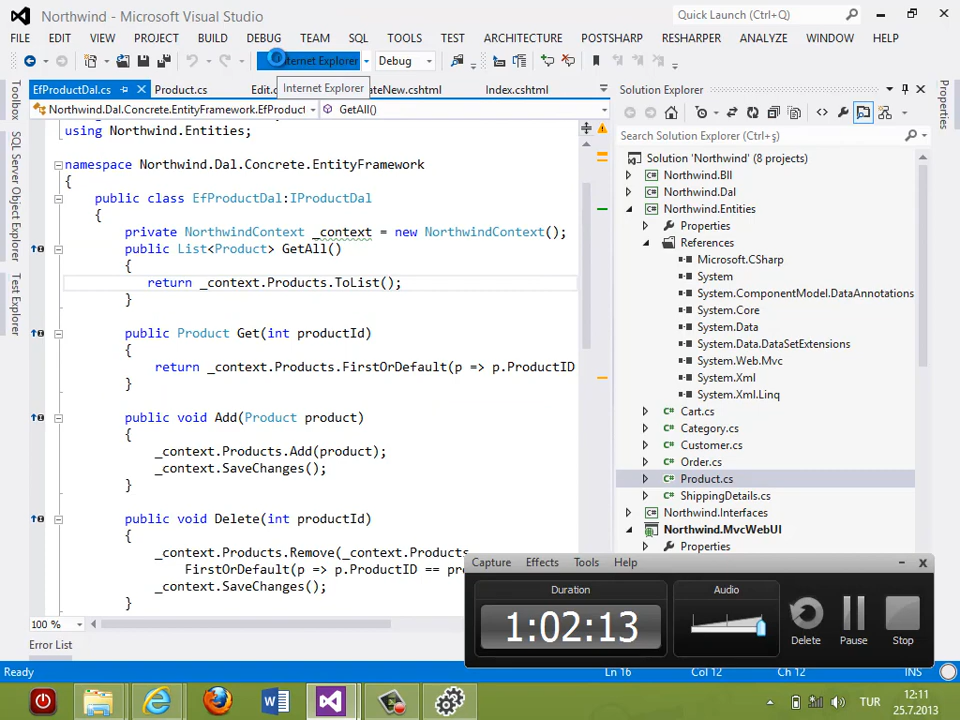 Northwind - Microsoft Visual Studio
Quick Launch (Ctrl+Q)
FILE EDIT VIEW PROJECT BUILD DEBUG TEAM SQL TOOLS TEST ARCHITECTURE POSTSHARP RESHARPER ANALYZE WINDOW HELP
Internet Explorer
Debug
EfProductDal.cs
Product.cs
Index.cshtml
Internet Explorer
Northwind.Dal.Concrete.EntityFramework.EfProduct
GetAll()
using Northwind.Entities;
namespace Northwind.Dal.Concrete.EntityFramework
{
public class EfProductDal:IProductDal
{
private NorthwindContext _context = new NorthwindContext();
public List<Product> GetAll()
{
return _context.Products.ToList();
}
public Product Get(int productId)
{
return _context.Products.FirstOrDefault(p => p.ProductID
}
public void Add(Product product)
{
_context.Products.Add(product);
_context.SaveChanges();
}
public void Delete(int productId)
{
_context.Products.Remove(_context.Products.
FirstOrDefault(p => p.ProductID ==
_context.SaveChanges();
}
100 %
Error List
Toolbox
SQL Server Object Explorer
Test Explorer
Solution Explorer
Search Solution Explorer (Ctrl+ş)
Solution 'Northwind' (8 projects)
Northwind.Bll
Northwind.Dal
Northwind.Entities
Properties
References
Microsoft.CSharp
System
System.ComponentModel.DataAnnotations
System.Core
System.Data
System.Data.DataSetExtensions
System.Web.Mvc
System.Xml
System.Xml.Linq
Cart.cs
Category.cs
Customer.cs
Order.cs
Product.cs
ShippingDetails.cs
Northwind.Interfaces
Northwind.MvcWebUI
Properties
Properties
Capture Effects Tools Help
Duration
1:02:13
Audio
Delete
Pause
Stop
Ready
Ln 16
Col 12
Ch 12
INS
TUR
12:11
25.7.2013